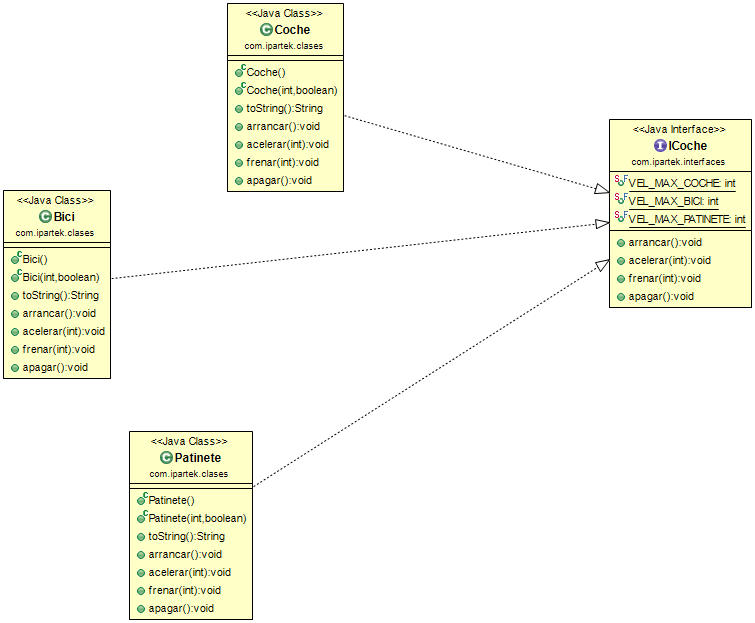 <<Java Class>>
Coche
com.ipartek.clases
Coche()
Coche(int,boolean)
toString():String
arrancar():void
acelerar(int):void
frenar(int):void
apagar():void
<<Java Interface>>
ICoche
com.ipartek.interfaces
VEL_MAX_COCHE: int
VEL_MAX_BICI: int
VEL_MAX_PATINETE: int
arrancar():void
acelerar(int):void
frenar(int):void
apagar():void
<<Java Class>>
Bici
com.ipartek.clases
Bici()
Bici(int,boolean)
toString():String
arrancar():void
acelerar(int):void
frenar(int):void
apagar():void
<<Java Class>>
Patinete
com.ipartek.clases
Patinete()
Patinete(int,boolean)
toString():String
arrancar():void
acelerar(int):void
frenar(int):void
apagar():void